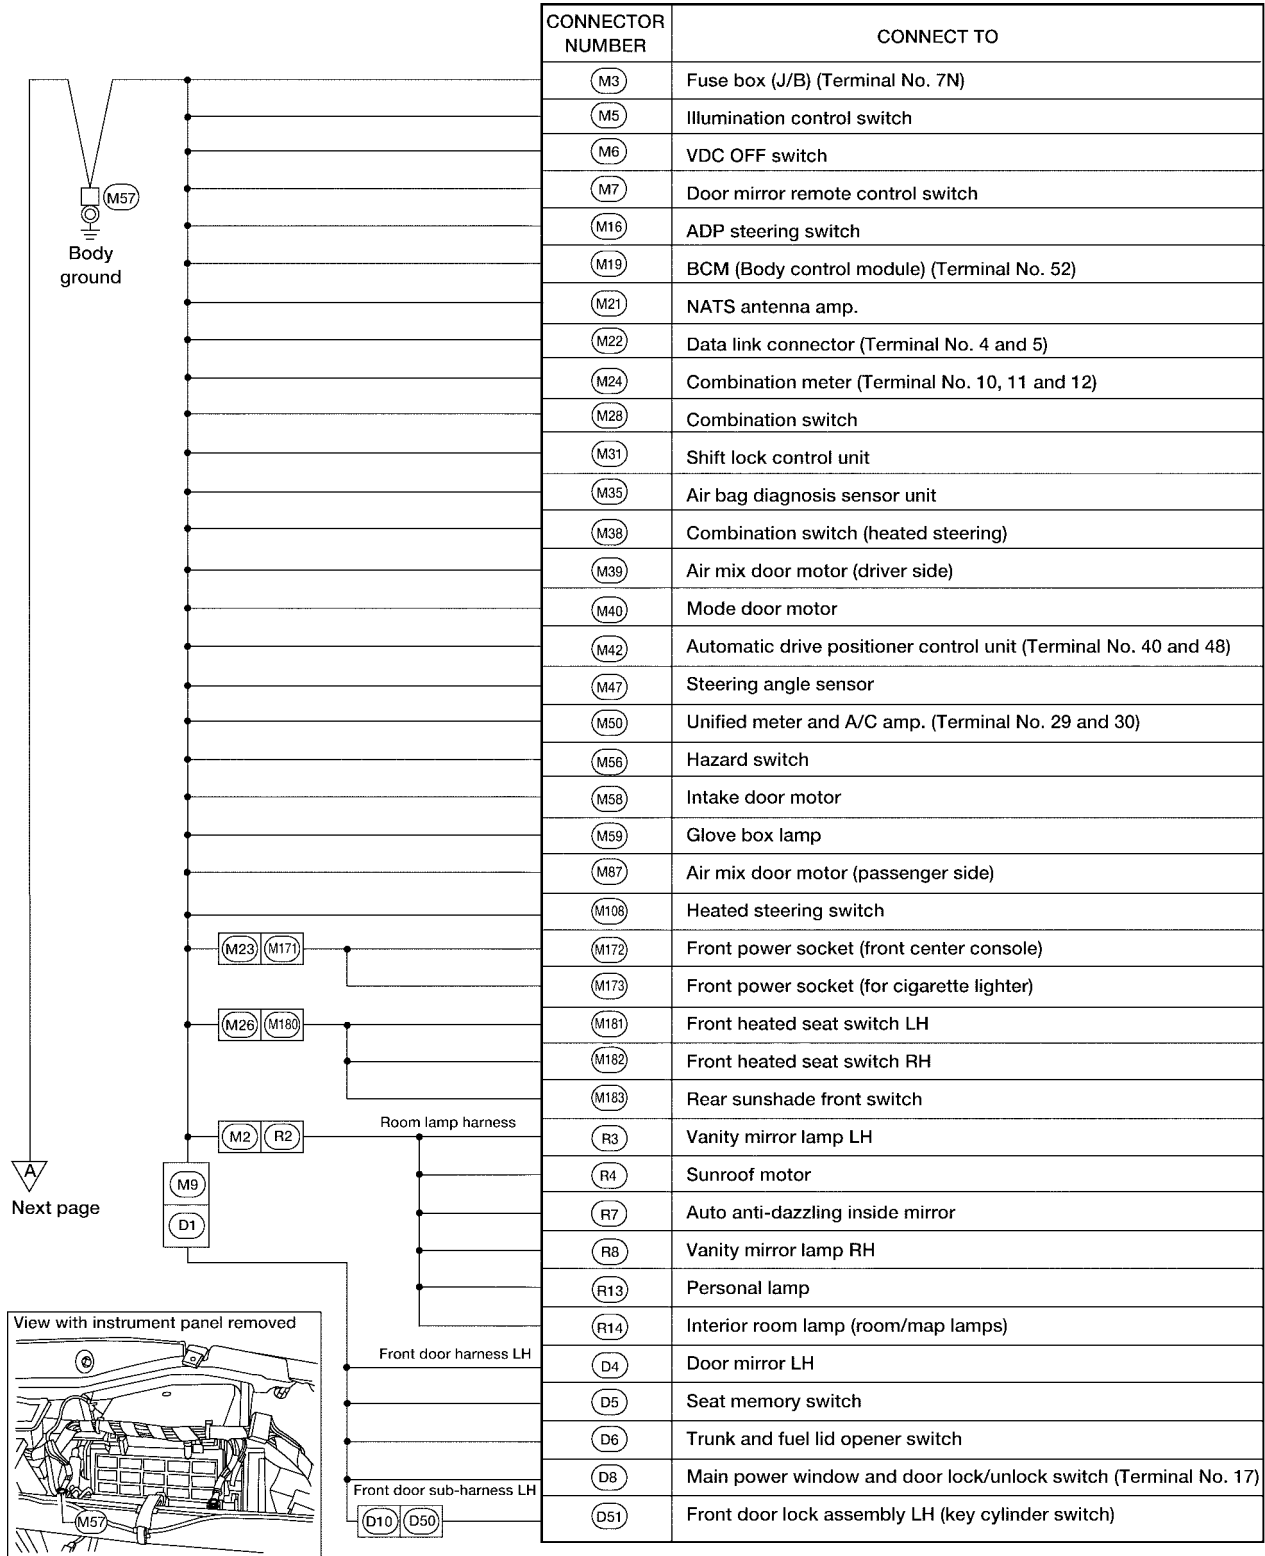 CONNECTOR NUMBER CONNECT TO
M3 Fuse box (J/B) (Terminal No. 7N)
M5 Illumination control switch
M6 VDC OFF switch
M7 Door mirror remote control switch
M57
M16 ADP steering switch
Body ground
M19 BCM (Body control module) (Terminal No. 52)
M21 NATS antenna amp.
M22 Data link connector (Terminal No. 4 and 5)
M24 Combination meter (Terminal No. 10, 11 and 12)
M28 Combination switch
M31 Shift lock control unit
M35 Air bag diagnosis sensor unit
M38 Combination switch (heated steering)
M39 Air mix door motor (driver side)
M40 Mode door motor
M42 Automatic drive positioner control unit (Terminal No. 40 and 48)
M47 Steering angle sensor
M50 Unified meter and A/C amp. (Terminal No. 29 and 30)
M56 Hazard switch
M58 Intake door motor
M59 Glove box lamp
M87 Air mix door motor (passenger side)
M108 Heated steering switch
M23 M171 M172 Front power socket (front center console)
M173 Front power socket (for cigarette lighter)
M26 M180 M181 Front heated seat switch LH
M182 Front heated seat switch RH
M183 Rear sunshade front switch
Room lamp harness
M2 R2 R3 Vanity mirror lamp LH
A
Next page
M9
D1
R4 Sunroof motor
R7 Auto anti-dazzling inside mirror
R8 Vanity mirror lamp RH
R13 Personal lamp
R14 Interior room lamp (room/map lamps)
View with instrument panel removed
M57
Front door harness LH
D4 Door mirror LH
D5 Seat memory switch
D6 Trunk and fuel lid opener switch
D8 Main power window and door lock/unlock switch (Terminal No. 17)
Front door sub-harness LH
D10 D50 D51 Front door lock assembly LH (key cylinder switch)